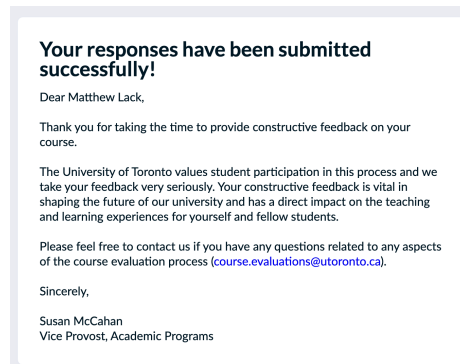 Your responses have been submitted
successfully!
Dear Matthew Lack,
Thank you for taking the time to provide constructive feedback on your
course.
The University of Toronto values student participation in this process and we
take your feedback very seriously. Your constructive feedback is vital in
shaping the future of our university and has a direct impact on the teaching
and learning experiences for yourself and fellow students.
Please feel free to contact us if you have any questions related to any aspects
of the course evaluation process (course.evaluations@utoronto.ca).
Sincerely,
Susan McCahan
Vice Provost, Academic Programs